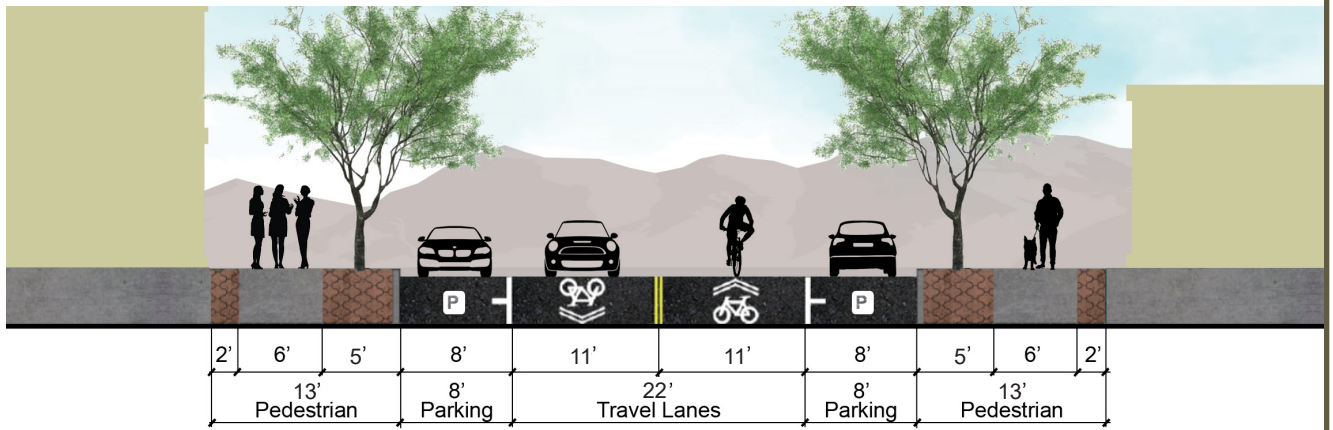 P
P
2’ 6’ 5’ 8’ 11’ 11’ 8’ 5’ 6’ 2’
13’ 8’ 22’ 8’ 13’
Pedestrian Parking Travel Lanes Parking Pedestrian